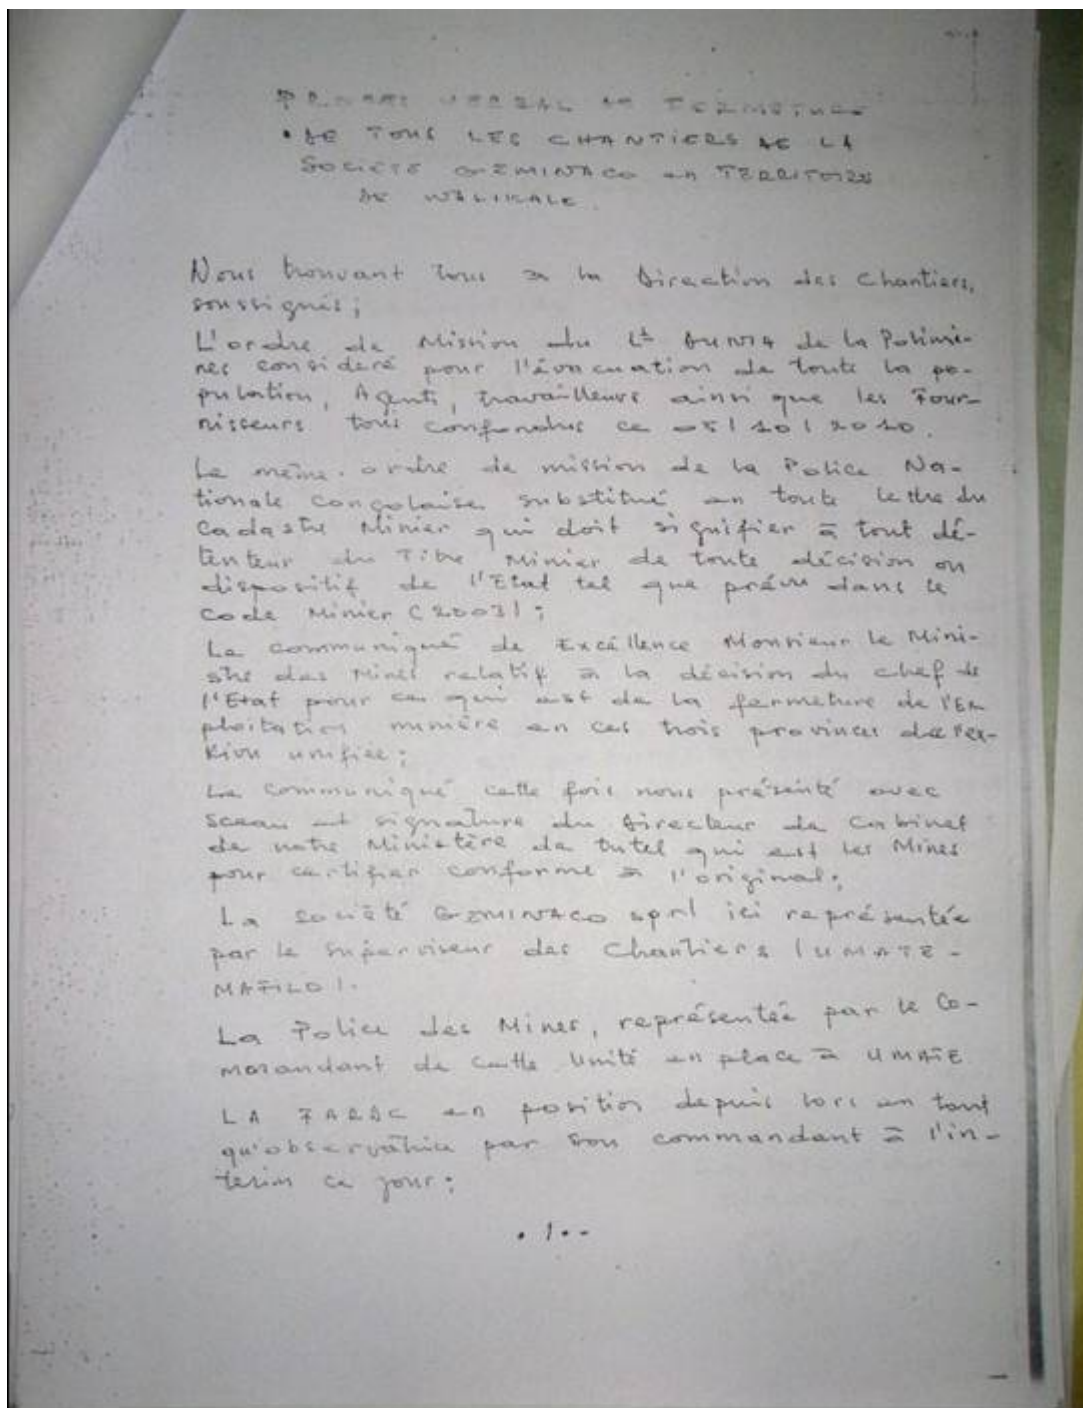 PROCES VERBAL DE FERMETURE
• DE TOUS LES CHANTIERS DE LA
SOCIETE GEMINACO en TERRITOIRE
DE WALIKALE.
Nous trouvant tous à la Direction des Chantiers,
soussignés;
L'ordre de Mission du Lt de la Polimi-
nes considéré pour l'évacuation de toute la po-
pulation, Agents, travailleurs ainsi que les Four-
nisseurs tous confondus ce 05/10/2010.
Le même ordre de mission de la Police Na-
tionale Congolaise substitué en toute lettre du
Cadastre Minier qui doit signifier à tout dé-
tenteur du Titre Minier de toute décision ou
dispositif de l'Etat tel que prévu dans le
Code Minier (2003);
Le communiqué de Excellence Monsieur le Mini-
stre des Mines relatif à la décision du chef de
l'Etat pour ce qui est de la fermeture de l'Ex
ploitation minière en ces trois provinces de l'ex-
Kivu unifiée;
Le communiqué cette fois nous présenté avec
Sceau et signature du Directeur de Cabinet
de notre Ministère de tutel qui est les Mines
pour certifier conforme à l'original;
La société GEMINACO sprl ici représentée
par le superviseur des Chantiers (UMATE-
MAFILO).
La Police des Mines, représenteé par le Co-
mmandant de cette Unité en place à UMATE
LA FARDC en position depuis lors en tant
qu'observatrice par son commandant à l'in-
terim ce jour;
. / . -